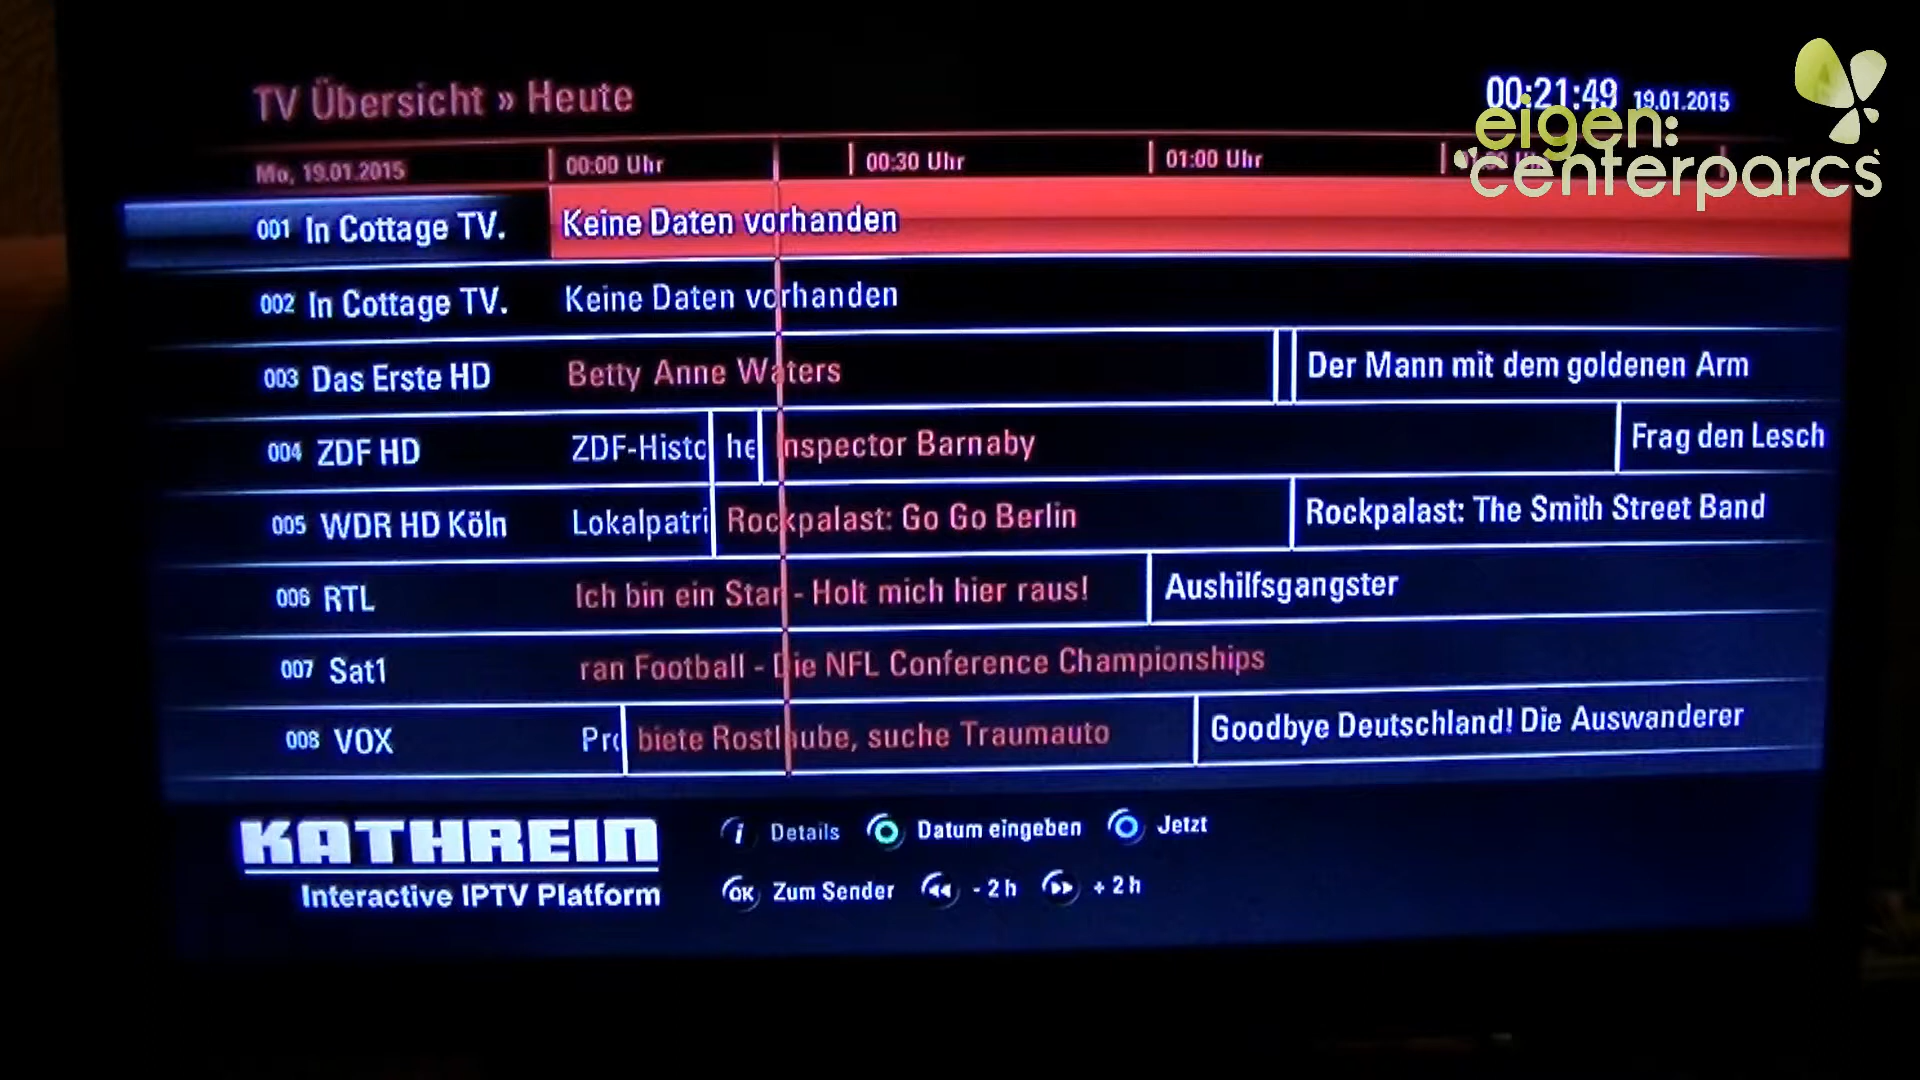 TV Übersicht » Heute
00:21:49 19.01.2015
eigen:
centerparcs
Mo, 19.01.2015 00:00 Uhr 00:30 Uhr 01:00 Uhr
001 In Cottage TV. Keine Daten vorhanden
002 In Cottage TV. Keine Daten vorhanden
003 Das Erste HD Betty Anne Waters Der Mann mit dem goldenen Arm
004 ZDF HD ZDF-Histo he Inspector Barnaby Frag den Lesch
005 WDR HD Köln Lokalpatri Rockpalast: Go Go Berlin Rockpalast: The Smith Street Band
006 RTL Ich bin ein Star - Holt mich hier raus! Aushilfsgangster
007 Sat1 ran Football - Die NFL Conference Championships
008 VOX Pro biete Rostlaube, suche Traumauto Goodbye Deutschland! Die Auswanderer
KATHREIN
Interactive IPTV Platform
i Details Datum eingeben Jetzt
OK Zum Sender - 2 h + 2 h